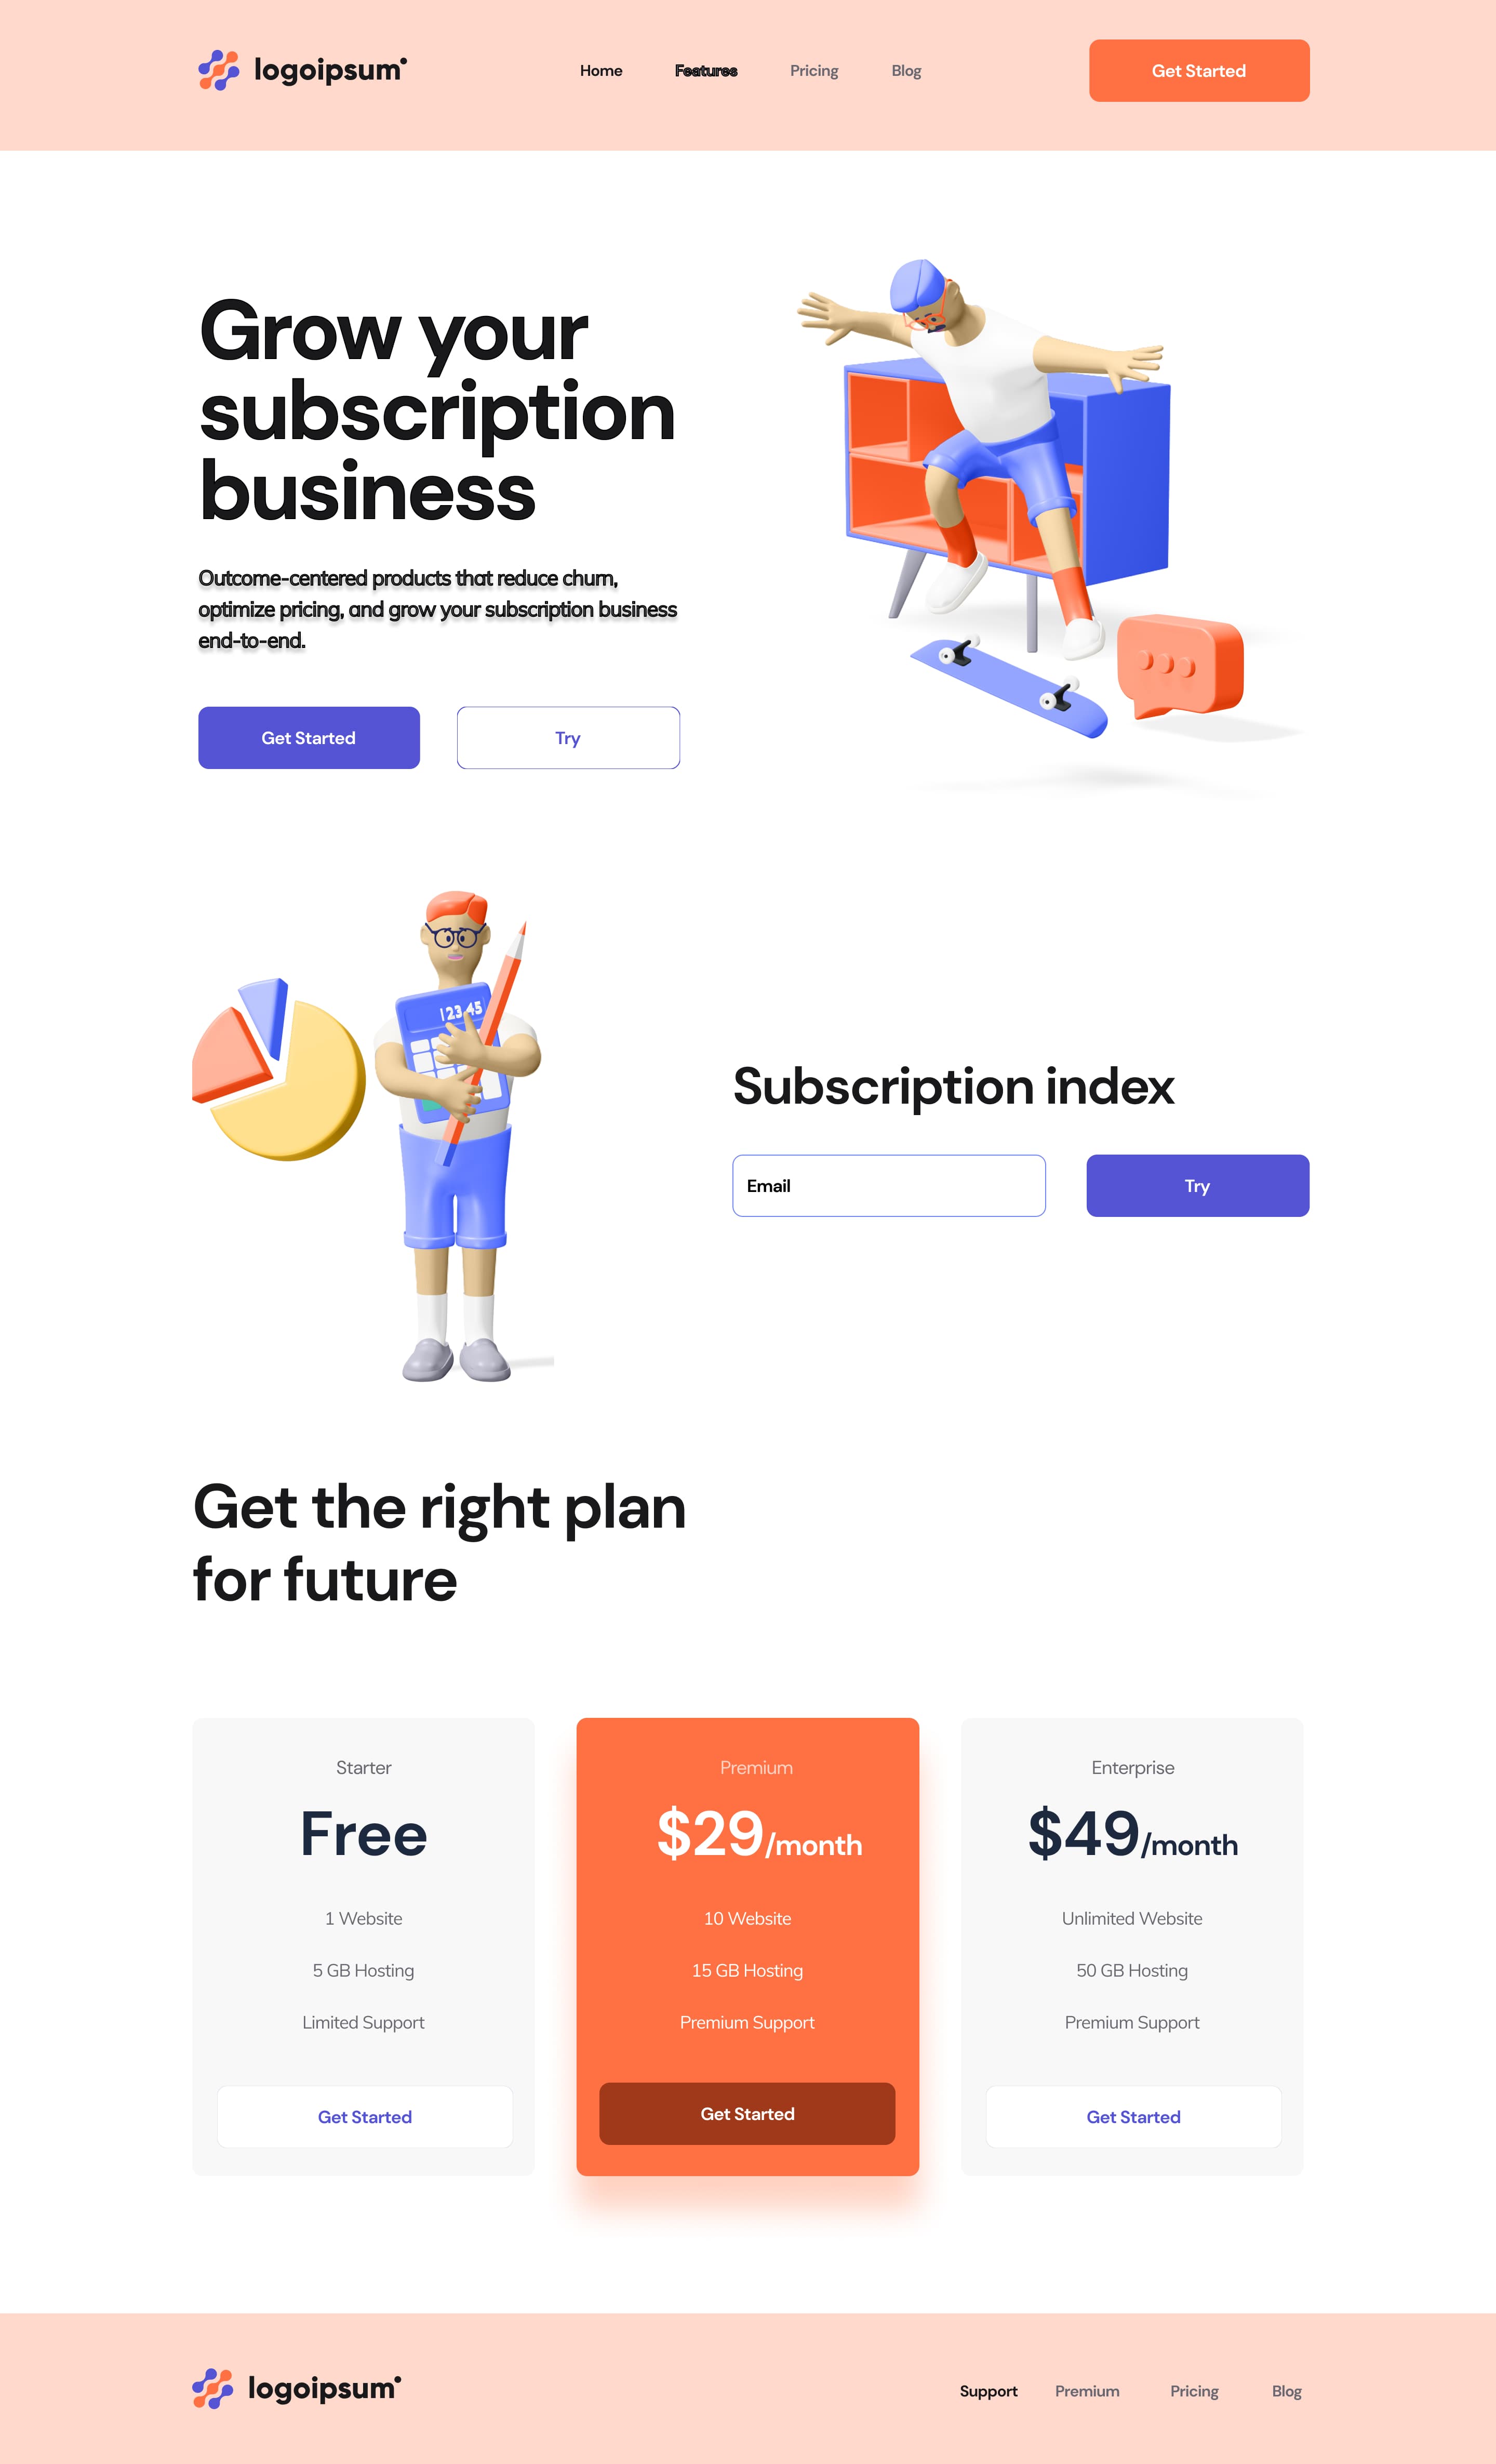 logoipsum
Home Features Pricing Blog
Get Started
Grow your
subscription
business
Outcome-centered products that reduce churn,
optimize pricing, and grow your subscription business
end-to-end.
Get Started
Try
123.45
Subscription index
Email
Try
Get the right plan
for future
Starter
Free
1 Website
5 GB Hosting
Limited Support
Get Started
Premium
$29/month
10 Website
15 GB Hosting
Premium Support
Get Started
Enterprise
$49/month
Unlimited Website
50 GB Hosting
Premium Support
Get Started
logoipsum
Support Premium Pricing Blog